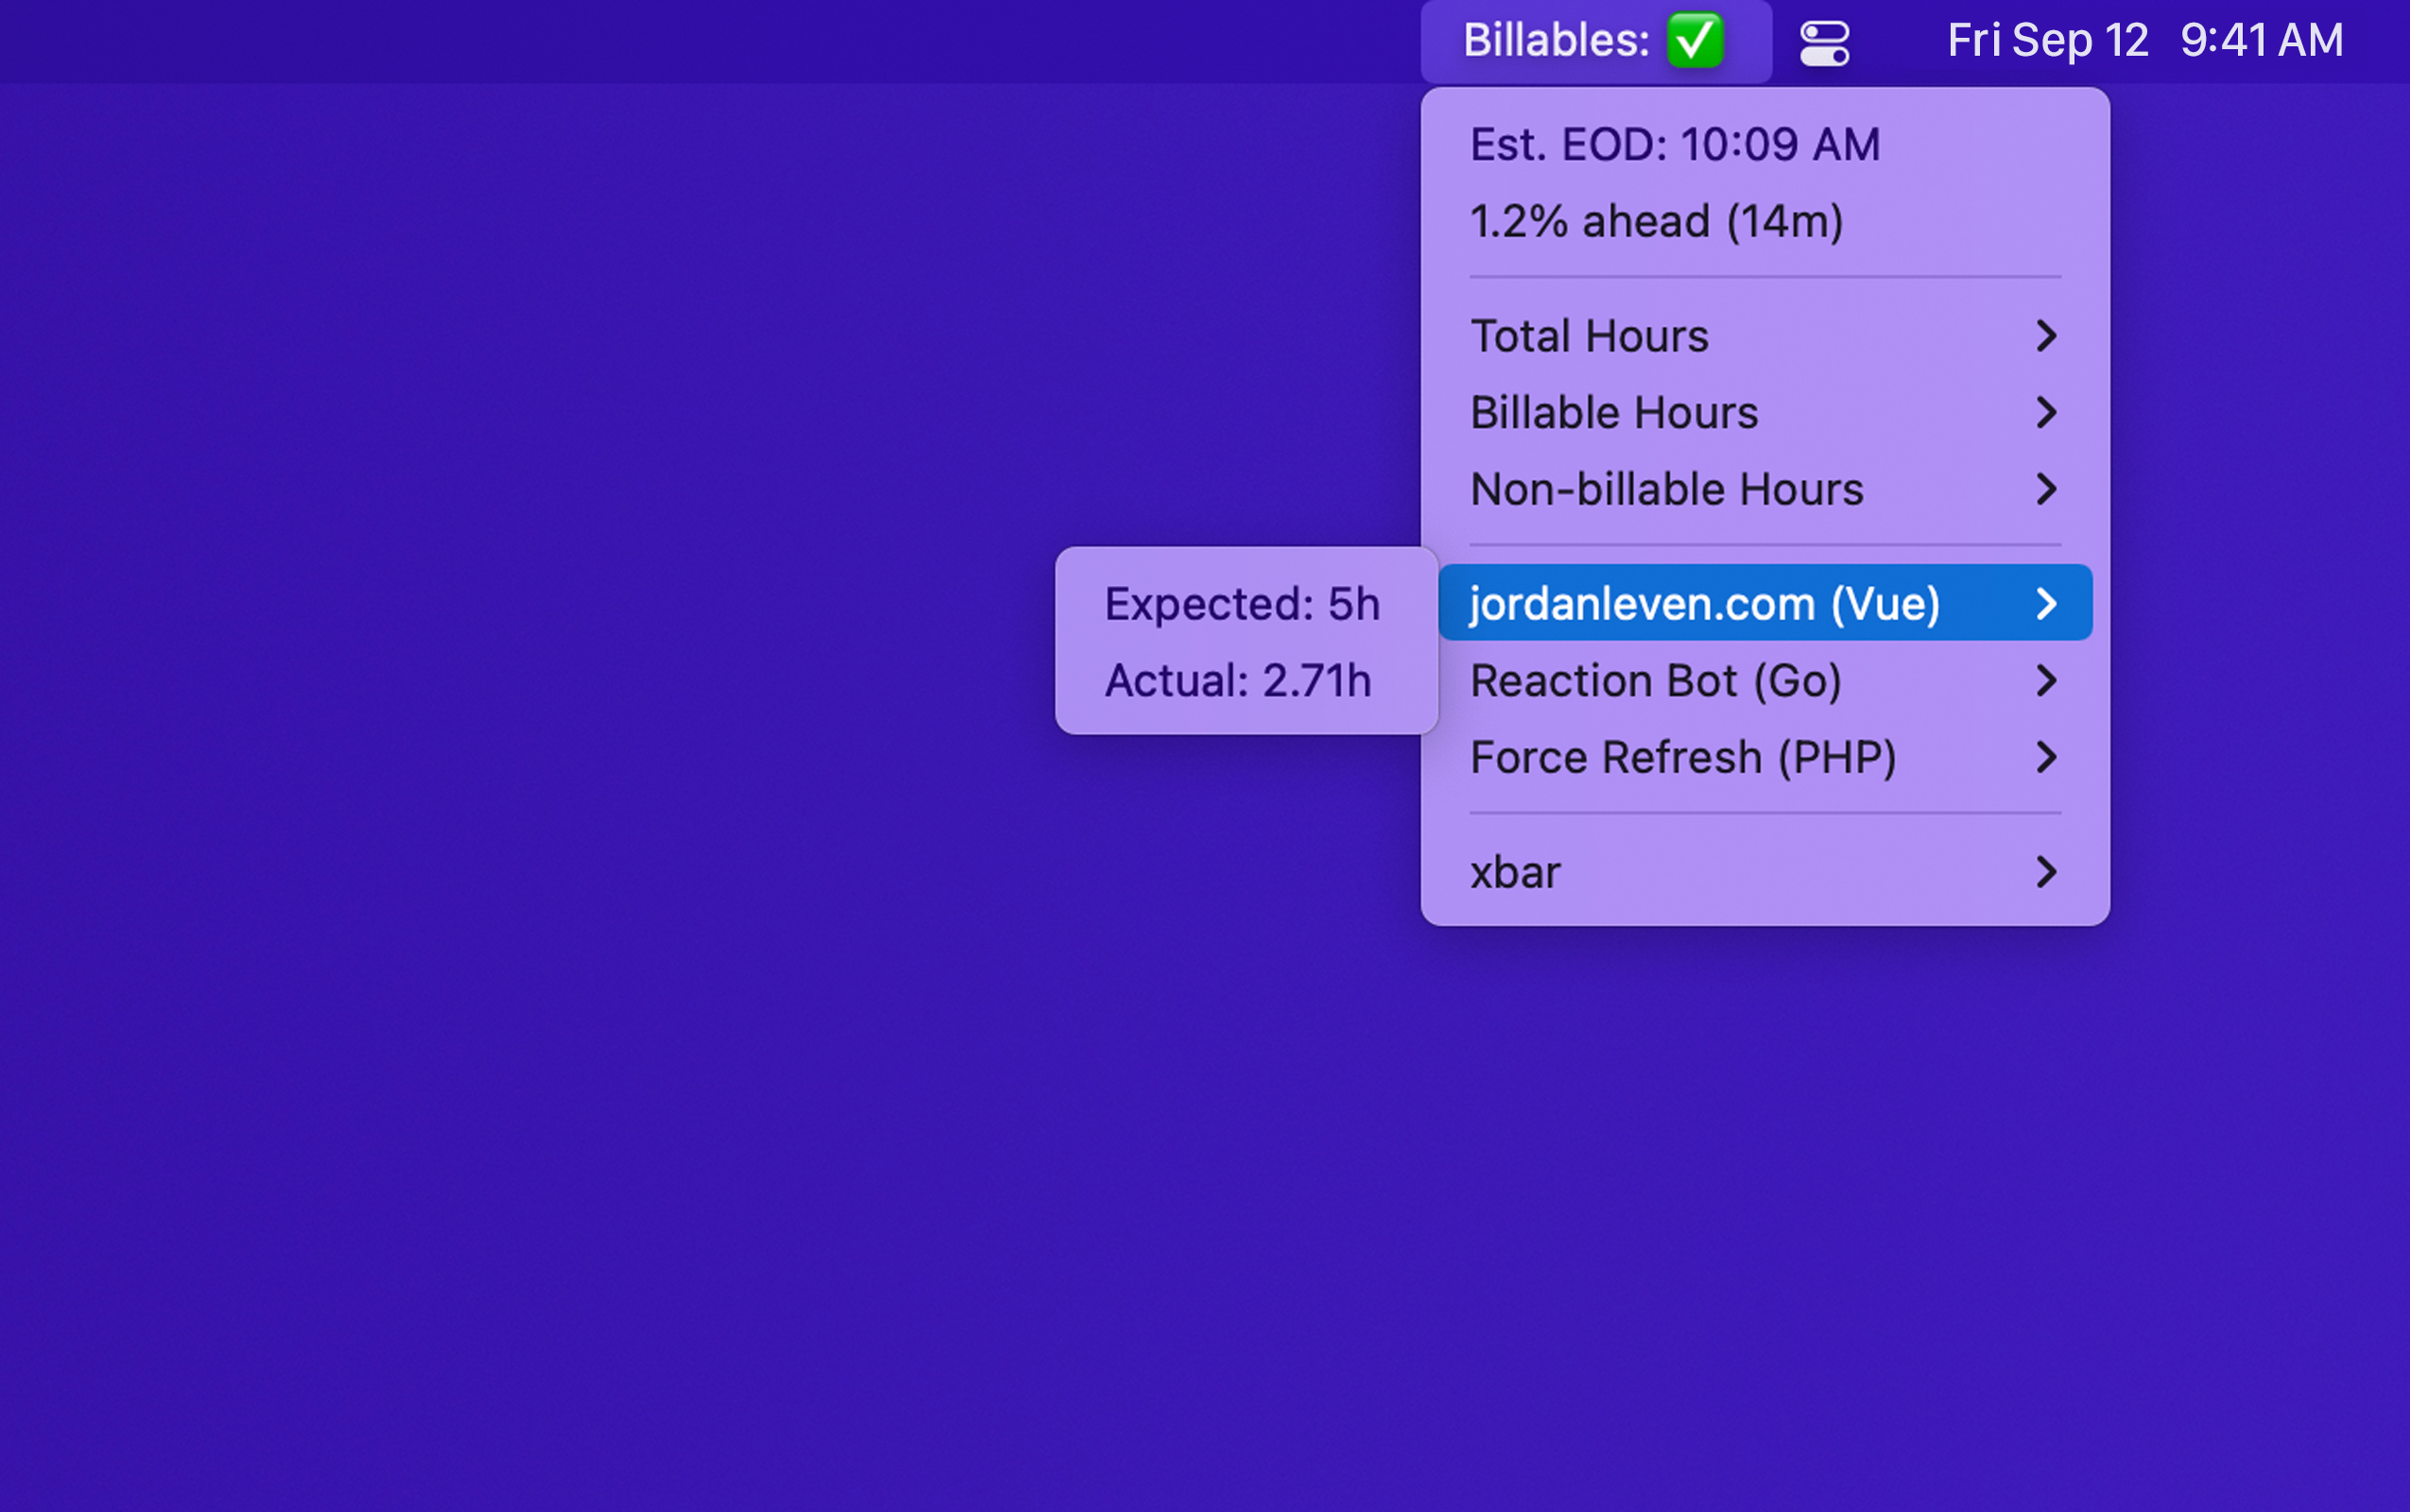 Billables: ✅ Fri Sep 12 9:41 AM
Est. EOD: 10:09 AM
1.2% ahead (14m)
Total Hours
Billable Hours
Non-billable Hours
jordanleven.com (Vue)
Expected: 5h
Actual: 2.71h
Reaction Bot (Go)
Force Refresh (PHP)
xbar